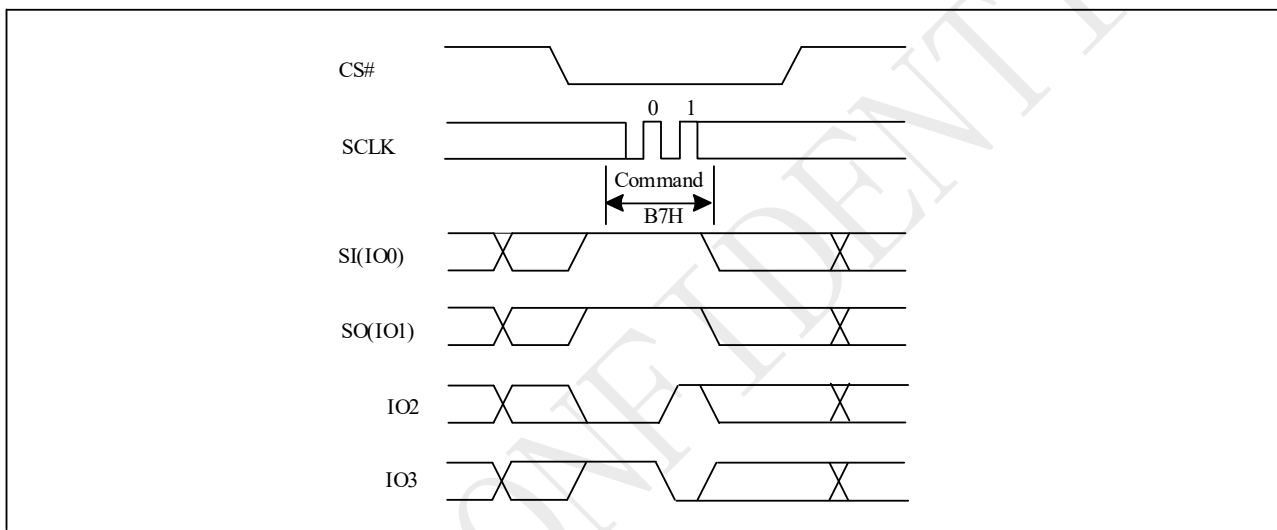 CS#
0 1
SCLK
Command
B7H
SI(IO0)
SO(IO1)
IO2
IO3